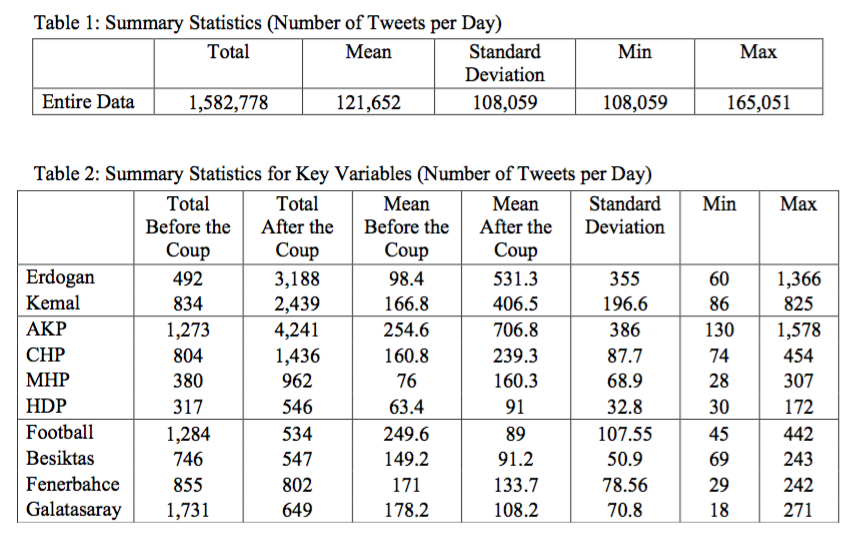 Table 1: Summary Statistics (Number of Tweets per Day)
Total Mean Standard Deviation Min Max
Entire Data 1,582,778 121,652 108,059 108,059 165,051
Table 2: Summary Statistics for Key Variables (Number of Tweets per Day)
Total Before the Coup Total After the Coup Mean Before the Coup Mean After the Coup Standard Deviation Min Max
Erdogan 492 3,188 98.4 531.3 355 60 1,366
Kemal 834 2,439 166.8 406.5 196.6 86 825
AKP 1,273 4,241 254.6 706.8 386 130 1,578
CHP 804 1,436 160.8 239.3 87.7 74 454
MHP 380 962 76 160.3 68.9 28 307
HDP 317 546 63.4 91 32.8 30 172
Football 1,284 534 249.6 89 107.55 45 442
Besiktas 746 547 149.2 91.2 50.9 69 243
Fenerbahce 855 802 171 133.7 78.56 29 242
Galatasaray 1,731 649 178.2 108.2 70.8 18 271